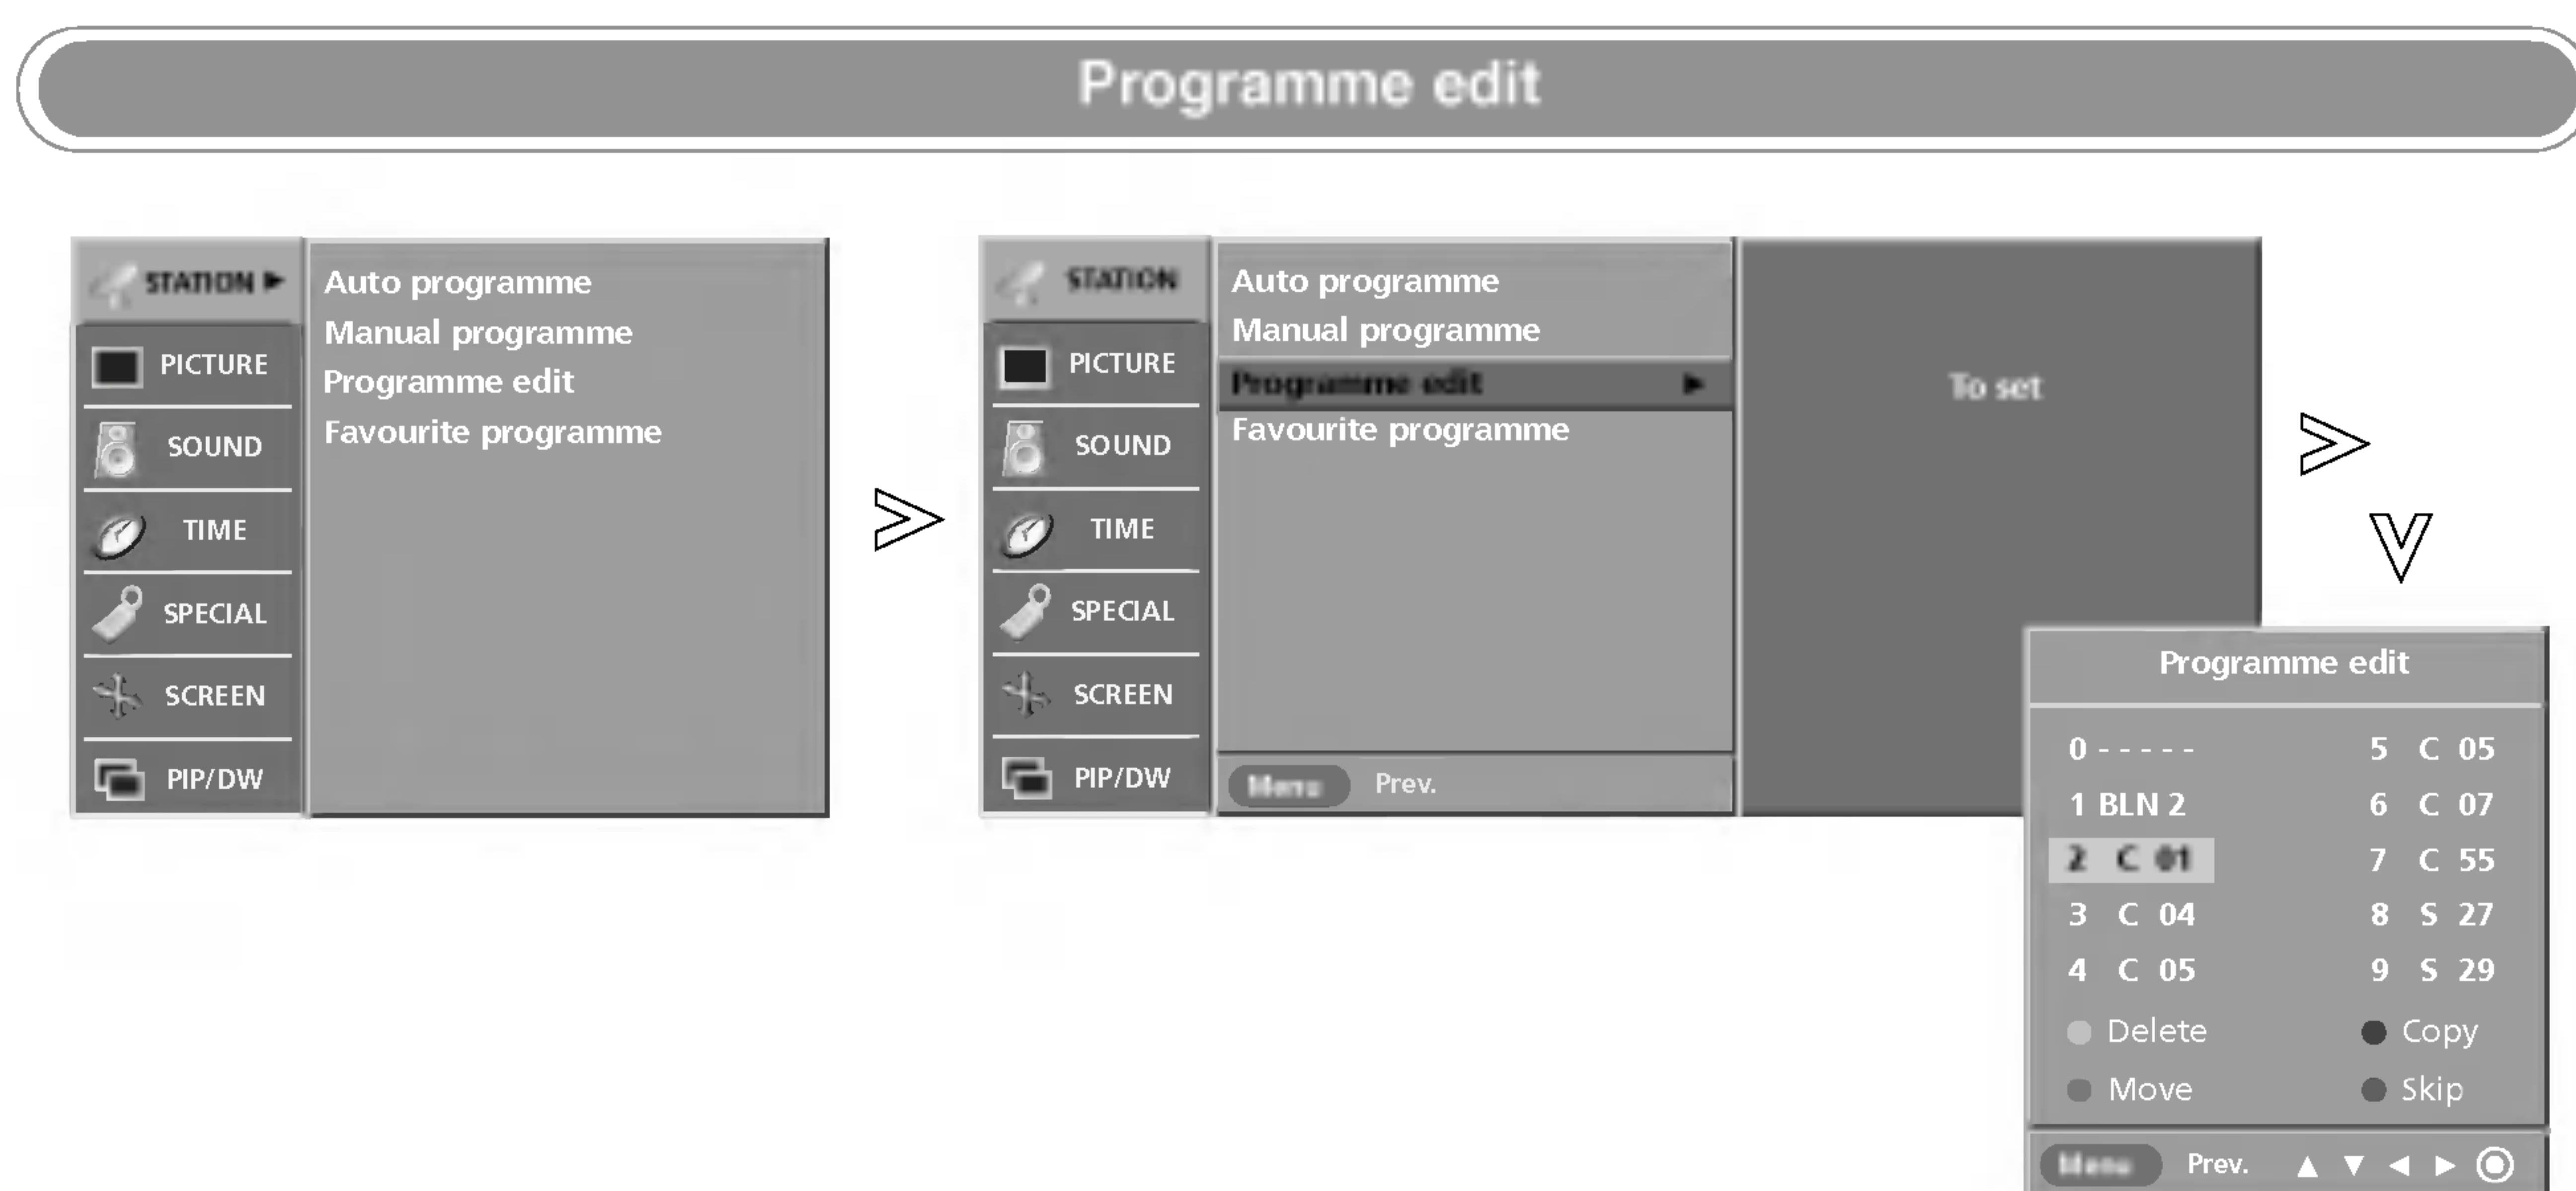 Programme edit
STATION ►
PICTURE
SOUND
TIME
SPECIAL
SCREEN
PIP/DW
Auto programme
Manual programme
Programme edit
Favourite programme
STATION
PICTURE
SOUND
TIME
SPECIAL
SCREEN
PIP/DW
Auto programme
Manual programme
Programme edit ►
Favourite programme
Menu Prev.
To set
Programme edit
0 - - - - - 5 C 05
1 BLN 2 6 C 07
2 C 01 7 C 55
3 C 04 8 S 27
4 C 05 9 S 29
Delete Copy
Move Skip
Menu Prev. ▲ ▼ ◄ ►